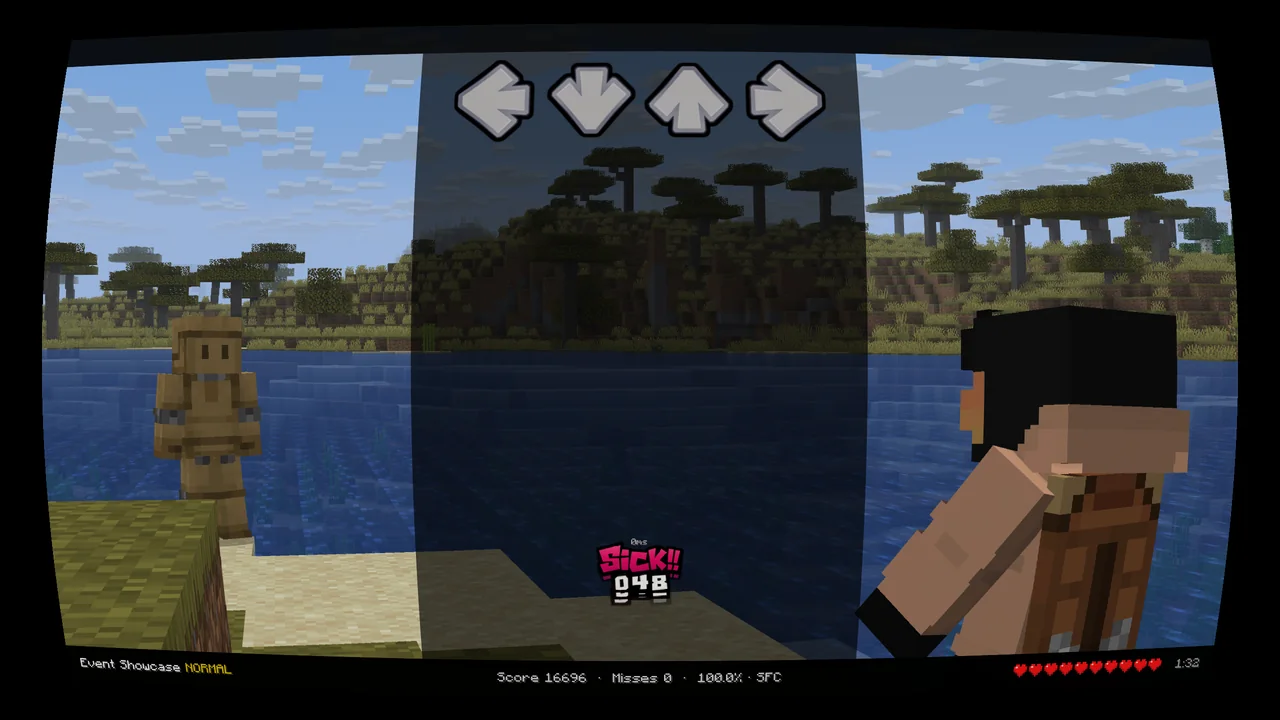 0ms
SiCK!!
048
Event Showcase NORMAL
Score 16696 · Misses 0 · 100.0% · SFC
1:32